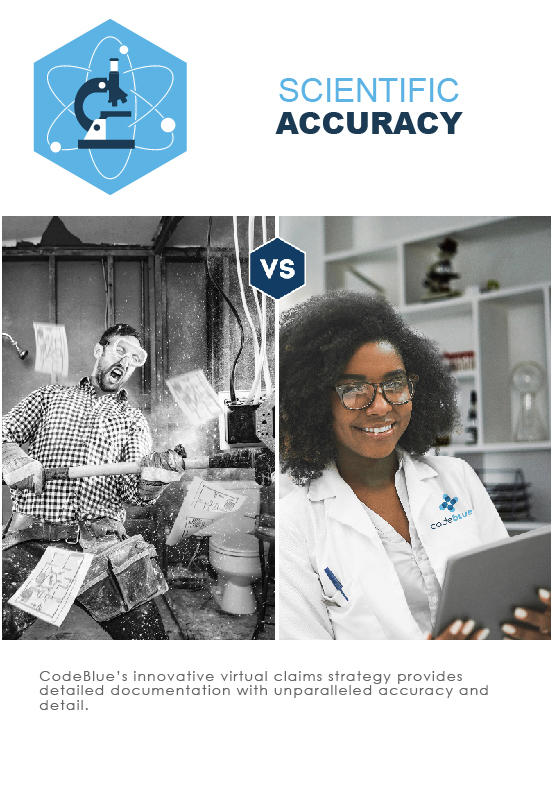 SCIENTIFIC
ACCURACY
VS
codeblue
CodeBlue’s innovative virtual claims strategy provides
detailed documentation with unparalleled accuracy and
detail.